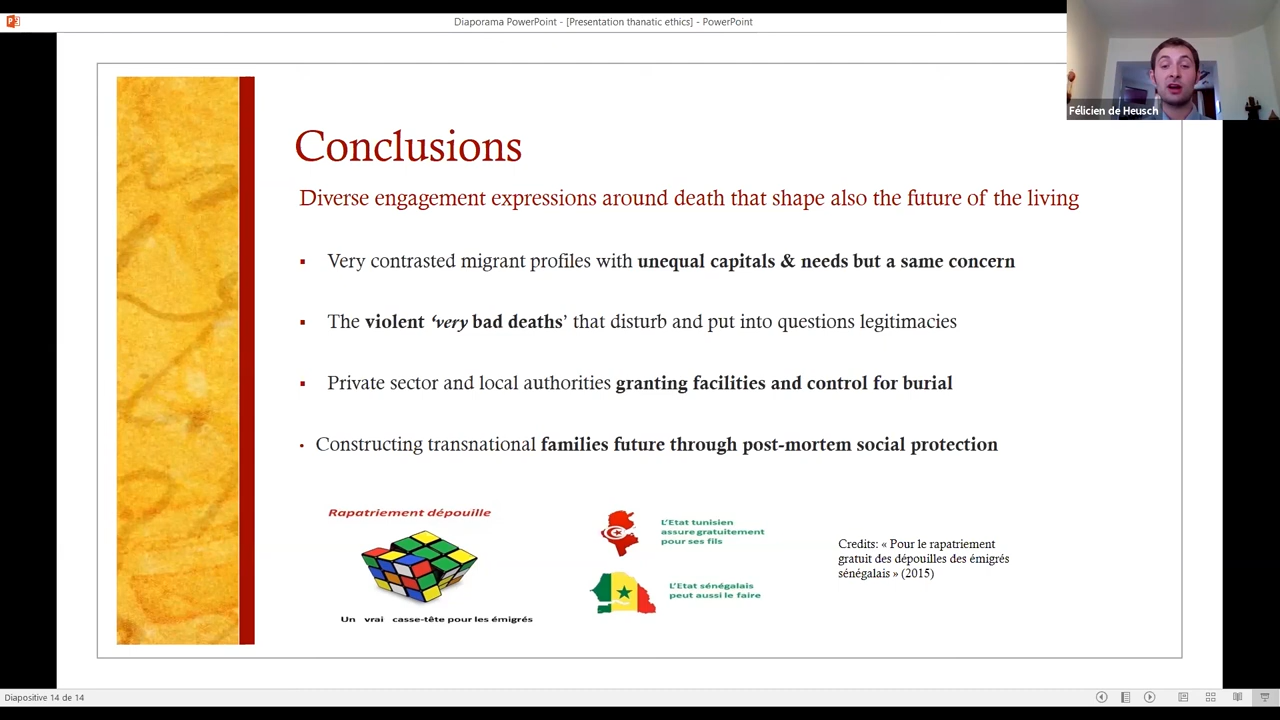 Diaporama PowerPoint - [Presentation thanatic ethics] - PowerPoint
Félicien de Heusch
Conclusions
Diverse engagement expressions around death that shape also the future of the living
▪ Very contrasted migrant profiles with unequal capitals & needs but a same concern
▪ The violent ‘very bad deaths’ that disturb and put into questions legitimacies
▪ Private sector and local authorities granting facilities and control for burial
• Constructing transnational families future through post-mortem social protection
Rapatriement dépouille
Un vrai casse-tête pour les émigrés
L'Etat tunisien
assure gratuitement
pour ses fils
L'Etat sénégalais
peut aussi le faire
Credits: « Pour le rapatriement
gratuit des dépouilles des émigrés
sénégalais » (2015)
Diapositive 14 de 14